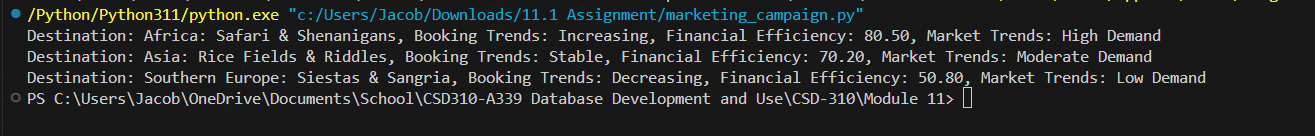 /Python/Python311/python.exe "c:/Users/Jacob/Downloads/11.1 Assignment/marketing_campaign.py"
Destination: Africa: Safari & Shenanigans, Booking Trends: Increasing, Financial Efficiency: 80.50, Market Trends: High Demand
Destination: Asia: Rice Fields & Riddles, Booking Trends: Stable, Financial Efficiency: 70.20, Market Trends: Moderate Demand
Destination: Southern Europe: Siestas & Sangria, Booking Trends: Decreasing, Financial Efficiency: 50.80, Market Trends: Low Demand
PS C:\Users\Jacob\OneDrive\Documents\School\CSD310-A339 Database Development and Use\CSD-310\Module 11>